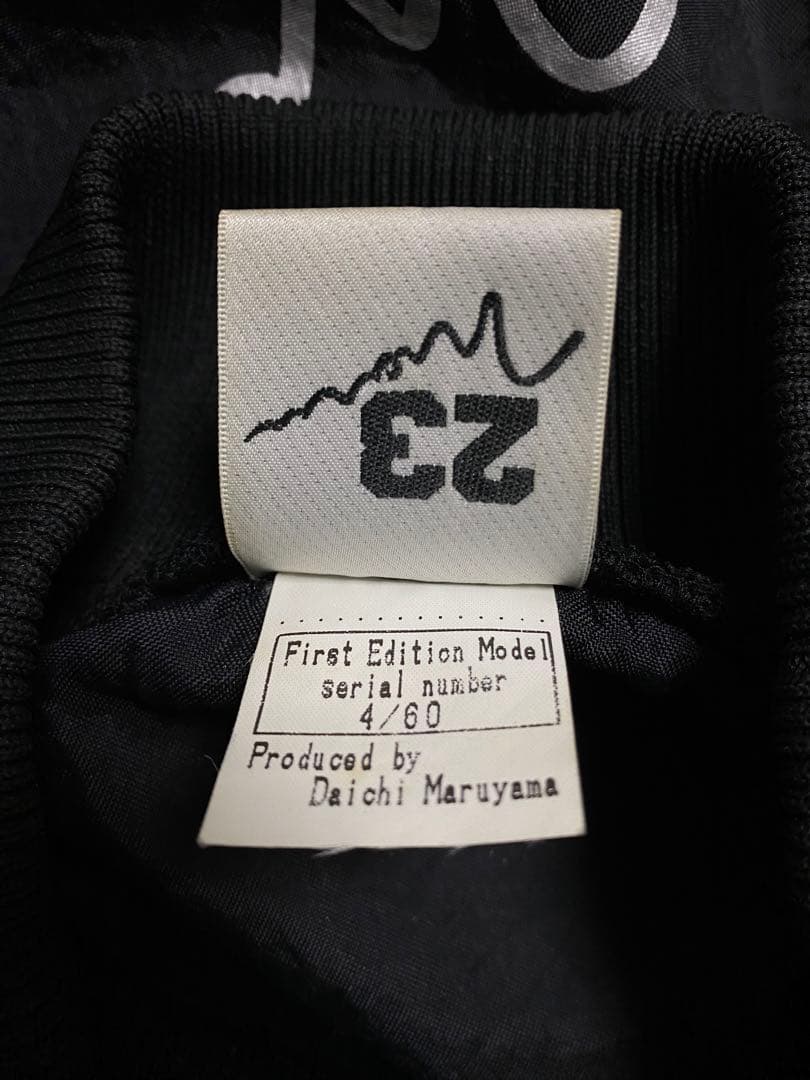 23
First Edition Model
serial number
4/60
Produced by
Daichi Maruyama